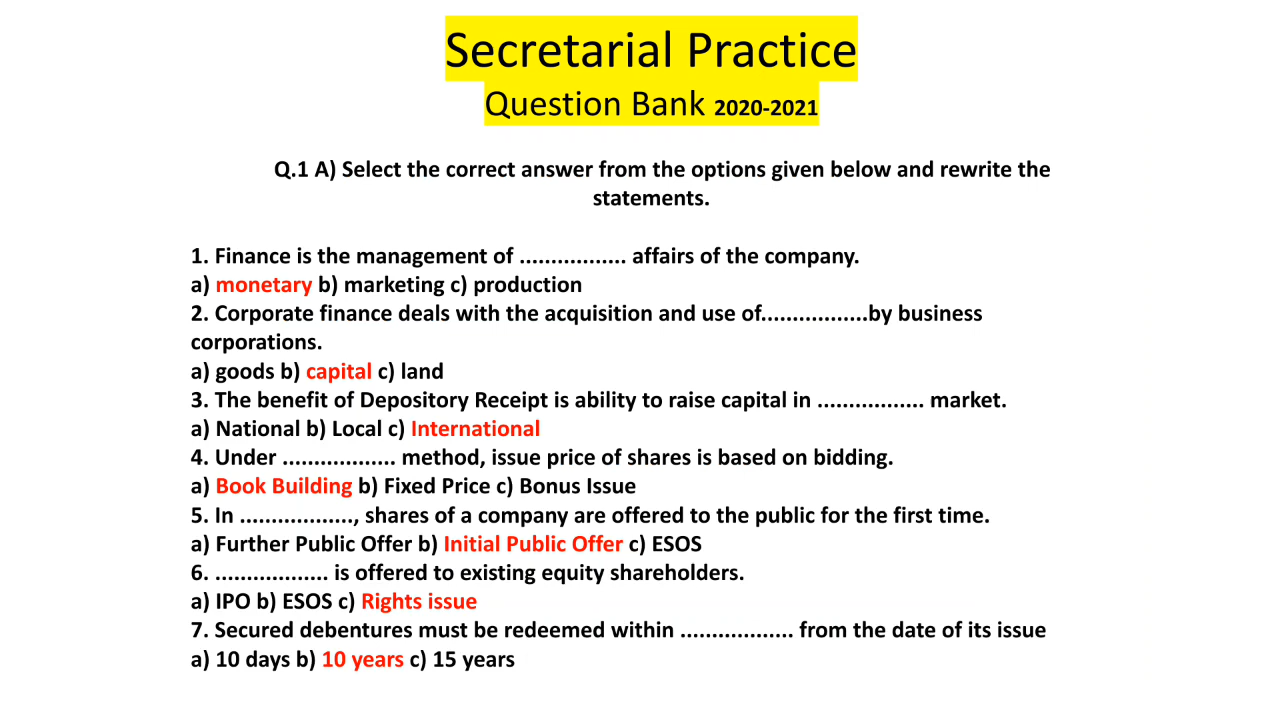 Secretarial Practice
Question Bank 2020-2021
Q.1 A) Select the correct answer from the options given below and rewrite the
statements.
1. Finance is the management of ................. affairs of the company.
a) monetary b) marketing c) production
2. Corporate finance deals with the acquisition and use of.................by business
corporations.
a) goods b) capital c) land
3. The benefit of Depository Receipt is ability to raise capital in ................. market.
a) National b) Local c) International
4. Under .................. method, issue price of shares is based on bidding.
a) Book Building b) Fixed Price c) Bonus Issue
5. In .................., shares of a company are offered to the public for the first time.
a) Further Public Offer b) Initial Public Offer c) ESOS
6. .................. is offered to existing equity shareholders.
a) IPO b) ESOS c) Rights issue
7. Secured debentures must be redeemed within .................. from the date of its issue
a) 10 days b) 10 years c) 15 years